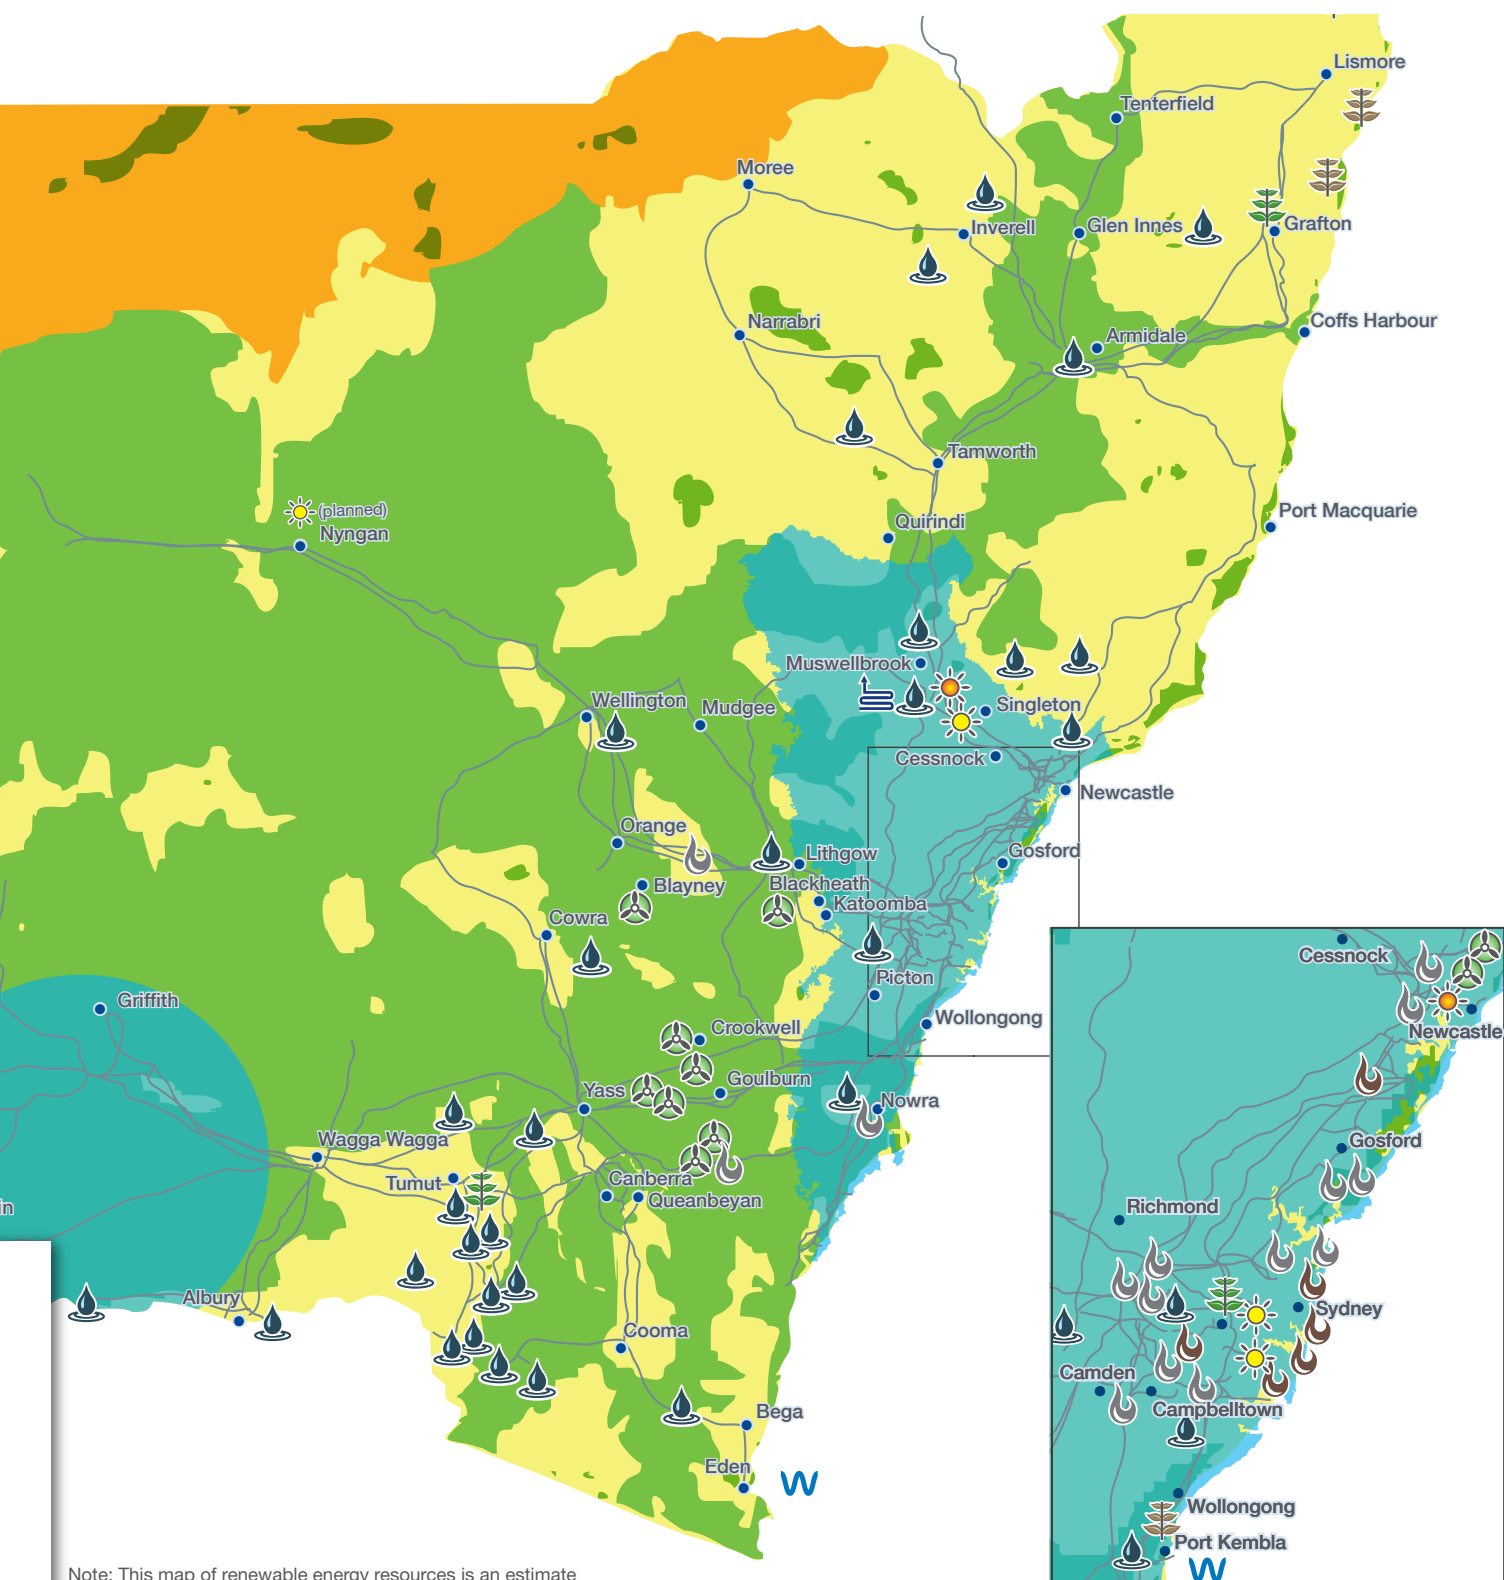 Lismore
Tenterfield
Moree
Inverell
Glen Innes
Grafton
Narrabri
Coffs Harbour
Armidale
Tamworth
(planned)
Nyngan
Quirindi
Port Macquarie
Muswellbrook
Singleton
Wellington
Mudgee
Cessnock
Newcastle
Orange
Lithgow
Gosford
Blayney
Blackheath
Katoomba
Cowra
Picton
Griffith
Crookwell
Wollongong
Yass
Goulburn
Nowra
Wagga Wagga
Tumut
Canberra
Queanbeyan
in
Albury
Cooma
Bega
Eden
W
Cessnock
Newcastle
Gosford
Richmond
Sydney
Camden
Campbelltown
Wollongong
Port Kembla
W
Note: This map of renewable energy resources is an estimate